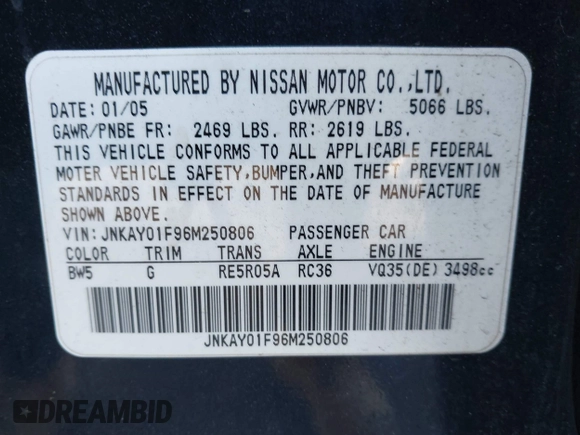 MANUFACTURED BY NISSAN MOTOR CO.,LTD.
DATE: 01/05 GVWR/PNBV: 5066 LBS.
GAWR/PNBE FR: 2469 LBS. RR: 2619 LBS.
THIS VEHICLE CONFORMS TO ALL APPLICABLE FEDERAL
MOTER VEHICLE SAFETY,BUMPER,AND THEFT PREVENTION
STANDARDS IN EFFECT ON THE DATE OF MANUFACTURE
SHOWN ABOVE.
VIN: JNKAY01F96M250806 PASSENGER CAR
COLOR TRIM TRANS AXLE ENGINE
BW5 G RE5R05A RC36 VQ35(DE) 3498cc
JNKAY01F96M250806
DREAMBID